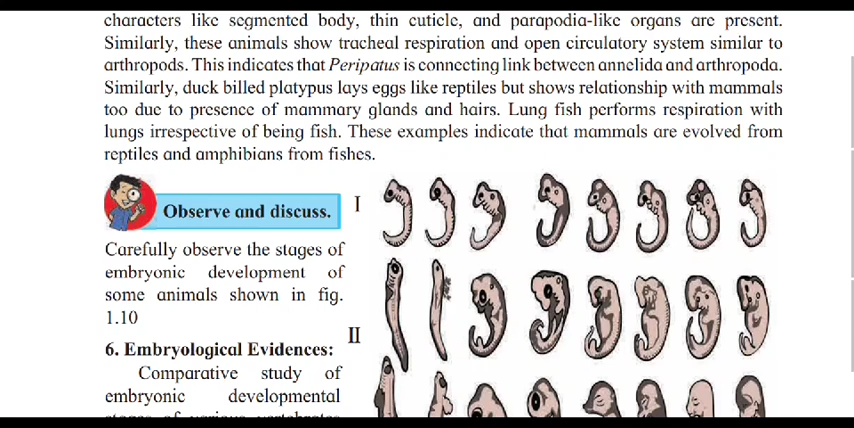 characters like segmented body, thin cuticle, and parapodia-like organs are present.
Similarly, these animals show tracheal respiration and open circulatory system similar to
arthropods. This indicates that Peripatus is connecting link between annelida and arthropoda.
Similarly, duck billed platypus lays eggs like reptiles but shows relationship with mammals
too due to presence of mammary glands and hairs. Lung fish performs respiration with
lungs irrespective of being fish. These examples indicate that mammals are evolved from
reptiles and amphibians from fishes.
Observe and discuss.
Carefully observe the stages of
embryonic development of
some animals shown in fig.
1.10
6. Embryological Evidences:
Comparative study of
embryonic developmental
I
II